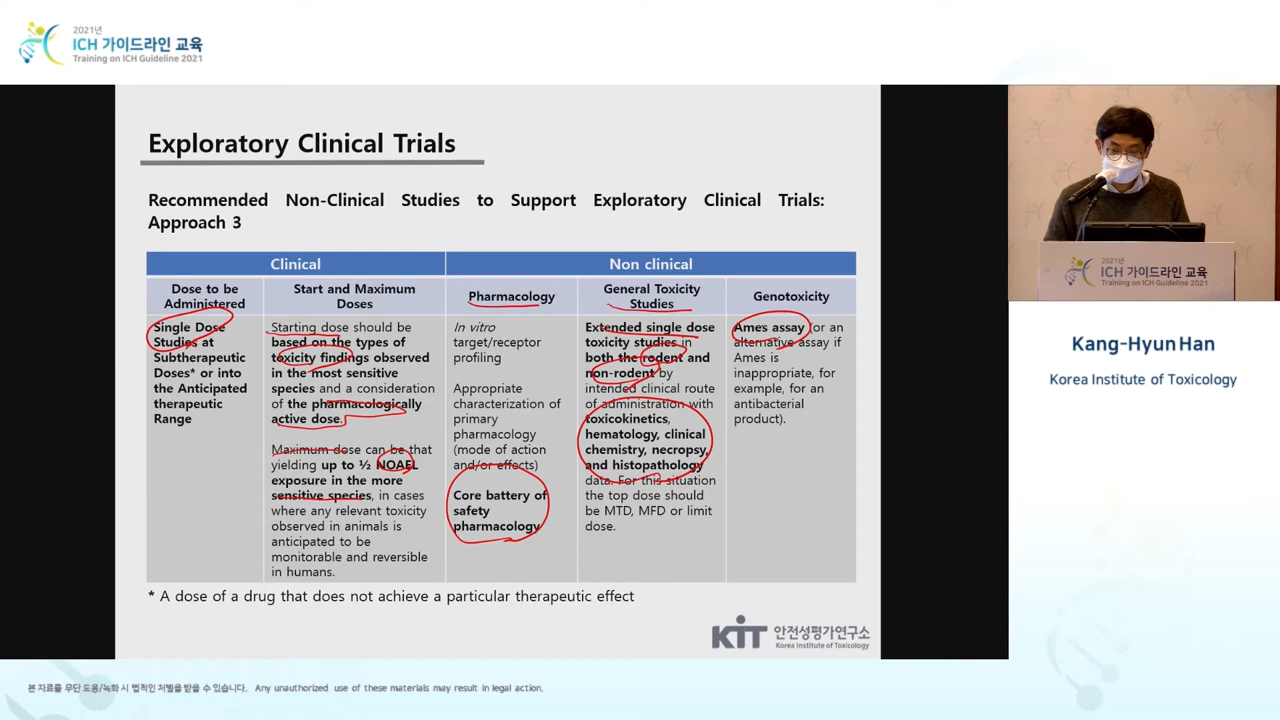 2021년
ICH 가이드라인 교육
Training on ICH Guideline 2021
Exploratory Clinical Trials
Recommended Non-Clinical Studies to Support Exploratory Clinical Trials:
Approach 3
Clinical
Non clinical
Dose to be
Administered
Start and Maximum
Doses
Pharmacology
General Toxicity
Studies
Genotoxicity
Single Dose
Studies at
Subtherapeutic
Doses* or into
the Anticipated
therapeutic
Range
Starting dose should be
based on the types of
toxicity findings observed
in the most sensitive
species and a consideration
of the pharmacologically
active dose.
Maximum dose can be that
yielding up to ½ NOAEL
exposure in the more
sensitive species, in cases
where any relevant toxicity
observed in animals is
anticipated to be
monitorable and reversible
in humans.
In vitro
target/receptor
profiling
Appropriate
characterization of
primary
pharmacology
(mode of action
and/or effects)
Core battery of
safety
pharmacology
Extended single dose
toxicity studies in
both the rodent and
non-rodent by
intended clinical route
of administration with
toxicokinetics,
hematology, clinical
chemistry, necropsy,
and histopathology
data. For this situation
the top dose should
be MTD, MFD or limit
dose.
Ames assay (or an
alternative assay if
Ames is
inappropriate, for
example, for an
antibacterial
product).
* A dose of a drug that does not achieve a particular therapeutic effect
KIT 안전성평가연구소
Korea Institute of Toxicology
2021년
ICH 가이드라인 교육
Training on ICH Guideline 2021
Kang-Hyun Han
Korea Institute of Toxicology
본 자료를 무단 도용/녹화 시 법적인 처벌을 받을 수 있습니다. Any unauthorized use of these materials may result in legal action.